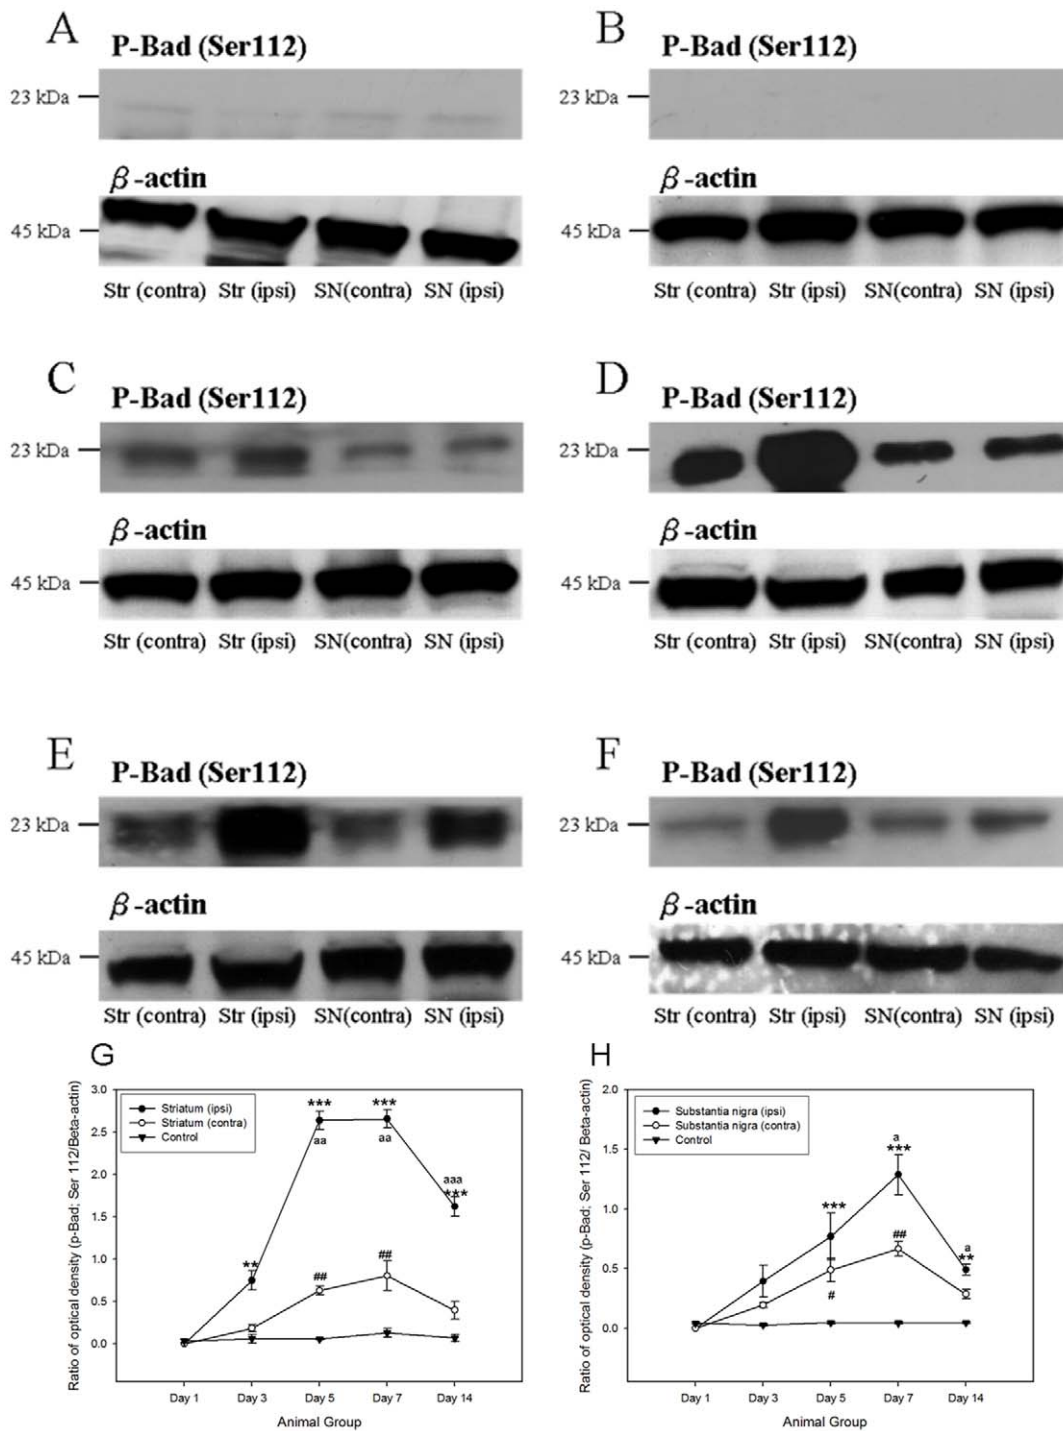 A
P-Bad (Ser112)
23 kDa
β-actin
45 kDa
Str (contra) Str (ipsi) SN(contra) SN (ipsi)
B
P-Bad (Ser112)
23 kDa
β-actin
45 kDa
Str (contra) Str (ipsi) SN(contra) SN (ipsi)
C
P-Bad (Ser112)
23 kDa
β-actin
45 kDa
Str (contra) Str (ipsi) SN(contra) SN (ipsi)
D
P-Bad (Ser112)
23 kDa
β-actin
45 kDa
Str (contra) Str (ipsi) SN(contra) SN (ipsi)
E
P-Bad (Ser112)
23 kDa
β-actin
45 kDa
Str (contra) Str (ipsi) SN(contra) SN (ipsi)
F
P-Bad (Ser112)
23 kDa
β-actin
45 kDa
Str (contra) Str (ipsi) SN(contra) SN (ipsi)
G
Ratio of optical density (p-Bad; Ser 112/Beta-actin)
3.0
2.5
2.0
1.5
1.0
0.5
0.0
Striatum (ipsi)
Striatum (contra)
Control
**
***
aa
***
aa
aaa
***
##
##
Day 1 Day 3 Day 5 Day 7 Day 14
Animal Group
H
Ratio of optical density (p-Bad; Ser 112/ Beta-actin)
2.0
1.5
1.0
0.5
0.0
Substantia nigra (ipsi)
Substantia nigra (contra)
Control
***
a
***
a
**
##
#
Day 1 Day 3 Day 5 Day 7 Day 14
Animal Group